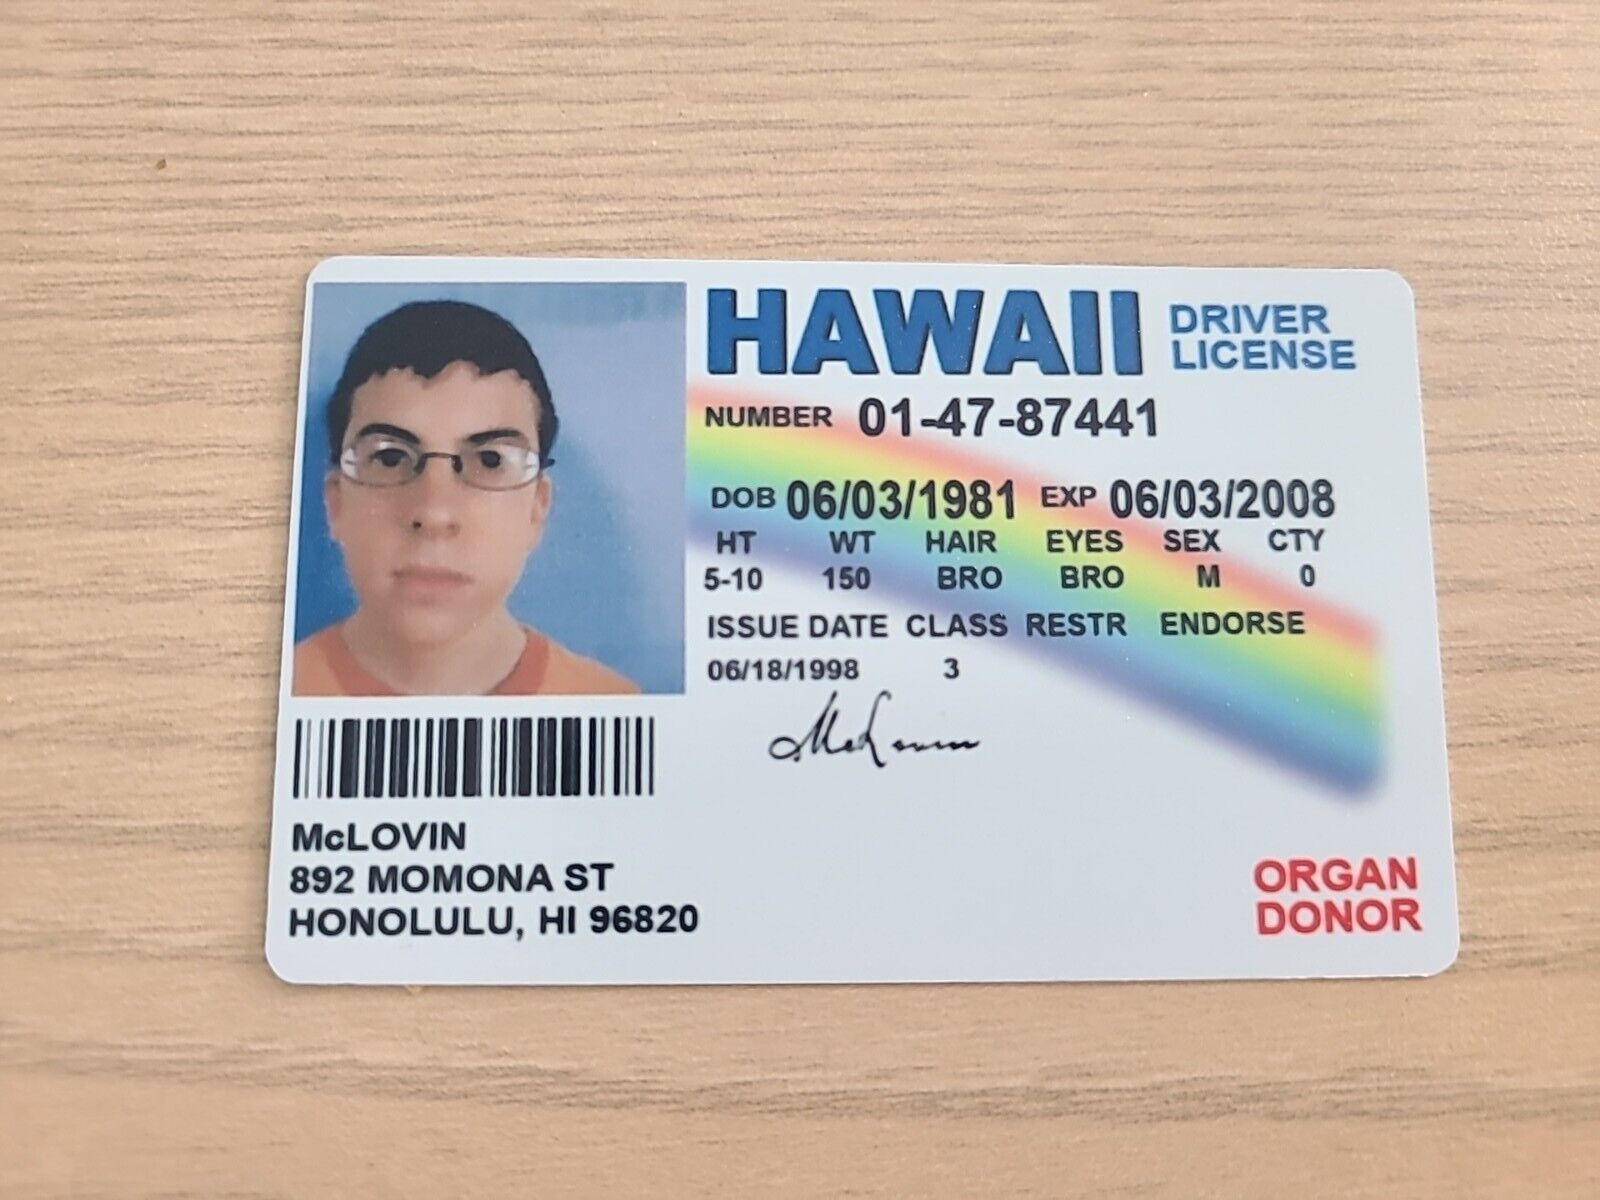 HAWAII DRIVER LICENSE
NUMBER 01-47-87441
DOB 06/03/1981 EXP 06/03/2008
HT WT HAIR EYES SEX CTY
5-10 150 BRO BRO M 0
ISSUE DATE CLASS RESTR ENDORSE
06/18/1998 3
McLovin
McLOVIN
892 MOMONA ST
HONOLULU, HI 96820
ORGAN
DONOR